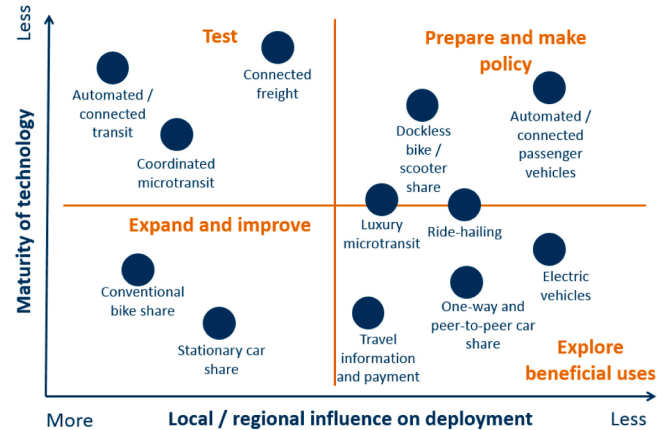 Less
Test
Prepare and make
policy
Connected
freight
Automated /
connected
transit
Coordinated
microtransit
Dockless
bike /
scooter
share
Automated /
connected
passenger
vehicles
Maturity of technology
Expand and improve
Luxury
microtransit
Ride-hailing
Conventional
bike share
Stationary car
share
Travel
information
and payment
One-way and
peer-to-peer car
share
Electric
vehicles
Explore
beneficial uses
More
Local / regional influence on deployment
Less